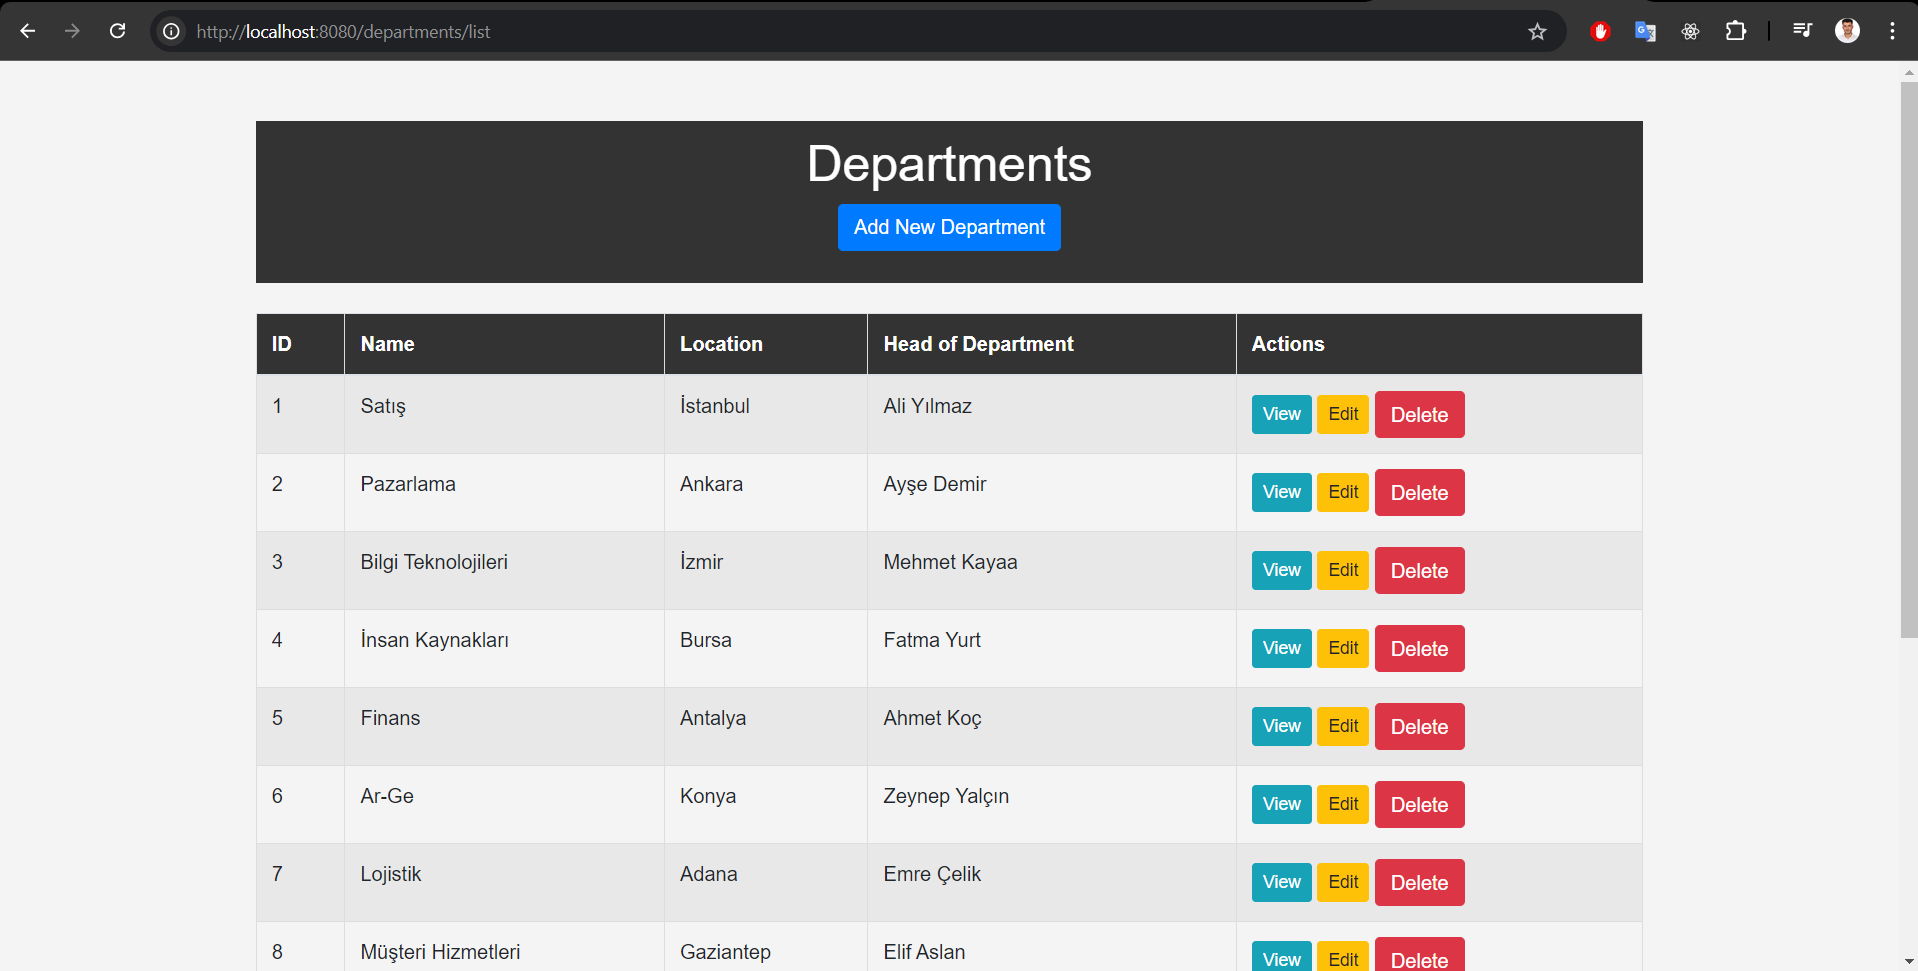 http://localhost:8080/departments/list
Departments
Add New Department
ID Name Location Head of Department Actions
1 Satış İstanbul Ali Yılmaz View Edit Delete
2 Pazarlama Ankara Ayşe Demir View Edit Delete
3 Bilgi Teknolojileri İzmir Mehmet Kayaa View Edit Delete
4 İnsan Kaynakları Bursa Fatma Yurt View Edit Delete
5 Finans Antalya Ahmet Koç View Edit Delete
6 Ar-Ge Konya Zeynep Yalçın View Edit Delete
7 Lojistik Adana Emre Çelik View Edit Delete
8 Müşteri Hizmetleri Gaziantep Elif Aslan View Edit Delete